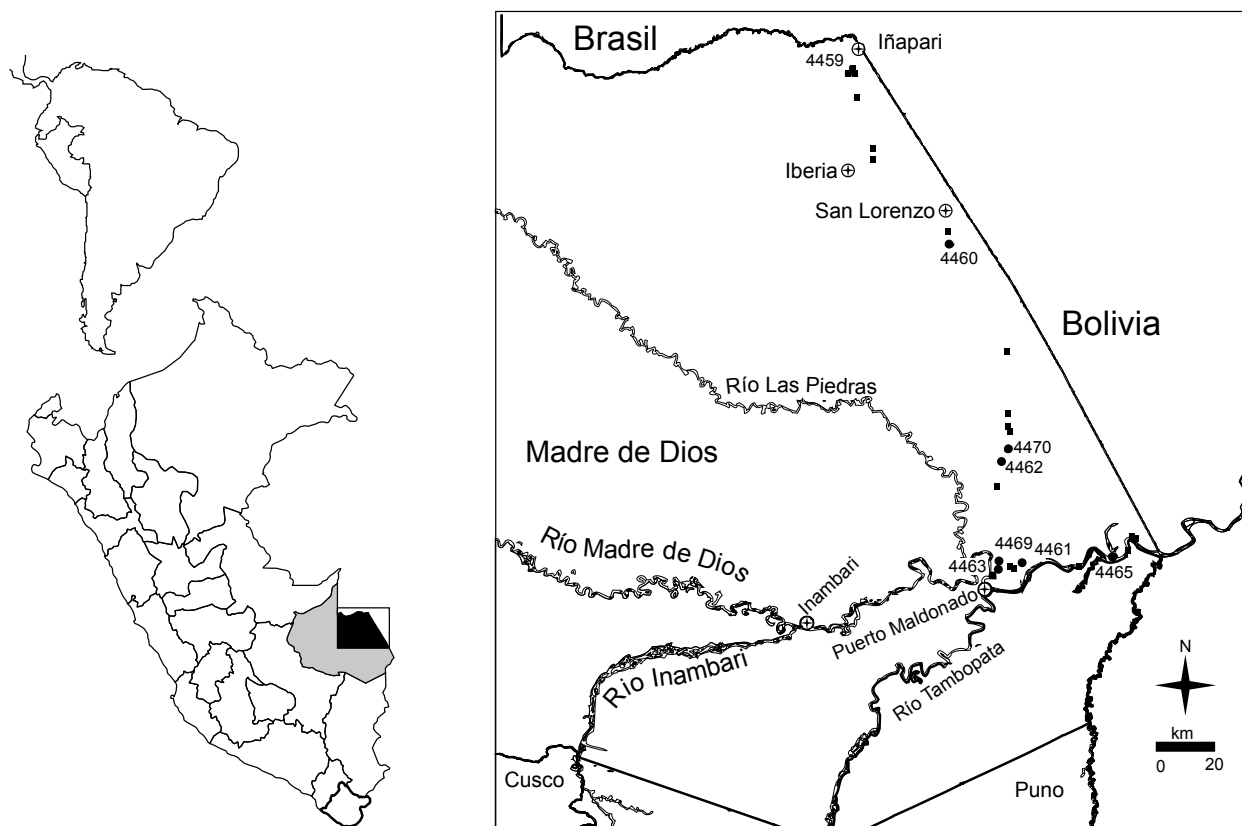 Brasil
Iñapari
4459
Iberia
San Lorenzo
4460
Bolivia
Río Las Piedras
Madre de Dios
4470
4462
Río Madre de Dios
4469
4461
4463
4465
Inambari
Puerto Maldonado
Río Inambari
Río Tambopata
N
km
0 20
Cusco
Puno